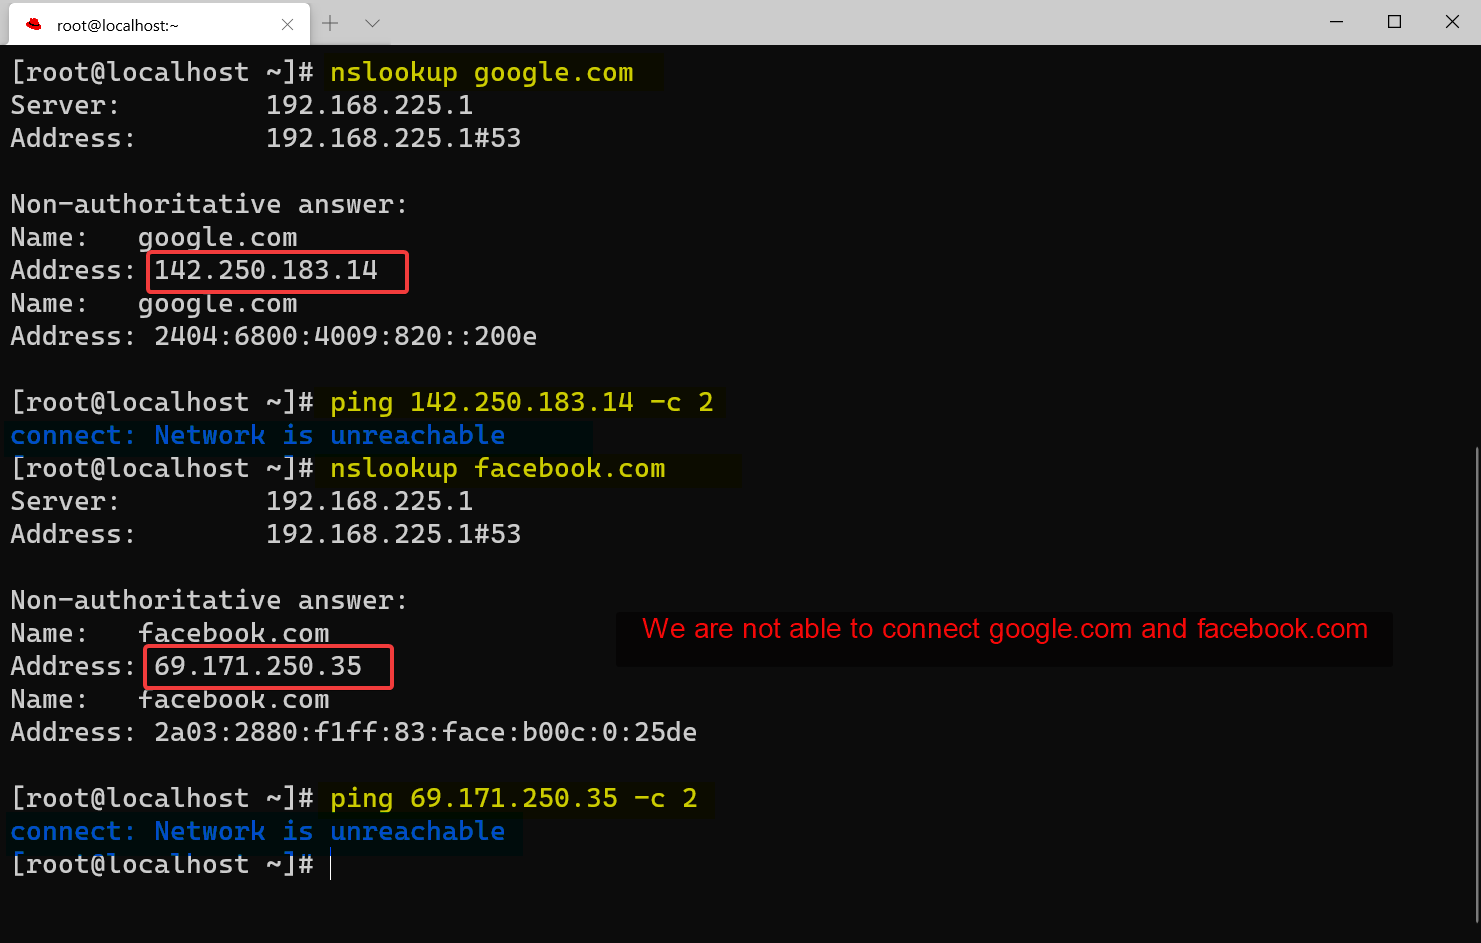 root@localhost:~
[root@localhost ~]# nslookup google.com
Server:         192.168.225.1
Address:        192.168.225.1#53
Non-authoritative answer:
Name:   google.com
Address: 142.250.183.14
Name:   google.com
Address: 2404:6800:4009:820::200e
[root@localhost ~]# ping 142.250.183.14 -c 2
connect: Network is unreachable
[root@localhost ~]# nslookup facebook.com
Server:         192.168.225.1
Address:        192.168.225.1#53
Non-authoritative answer:
We are not able to connect google.com and facebook.com
Name:   facebook.com
Address: 69.171.250.35
Name:   facebook.com
Address: 2a03:2880:f1ff:83:face:b00c:0:25de
[root@localhost ~]# ping 69.171.250.35 -c 2
connect: Network is unreachable
[root@localhost ~]#